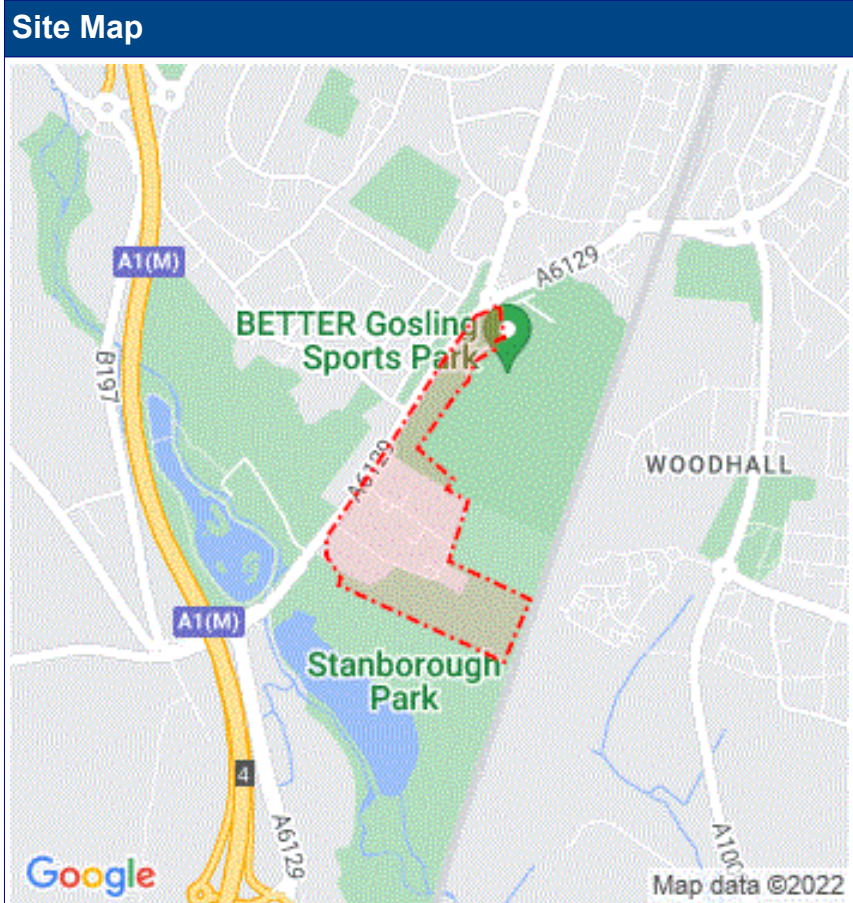 Site Map
A1(M)
A6129
BETTER Gosling
Sports Park
B197
A6129
WOODHALL
A1(M)
Stanborough
Park
4
A6129
Google
Map data ©2022